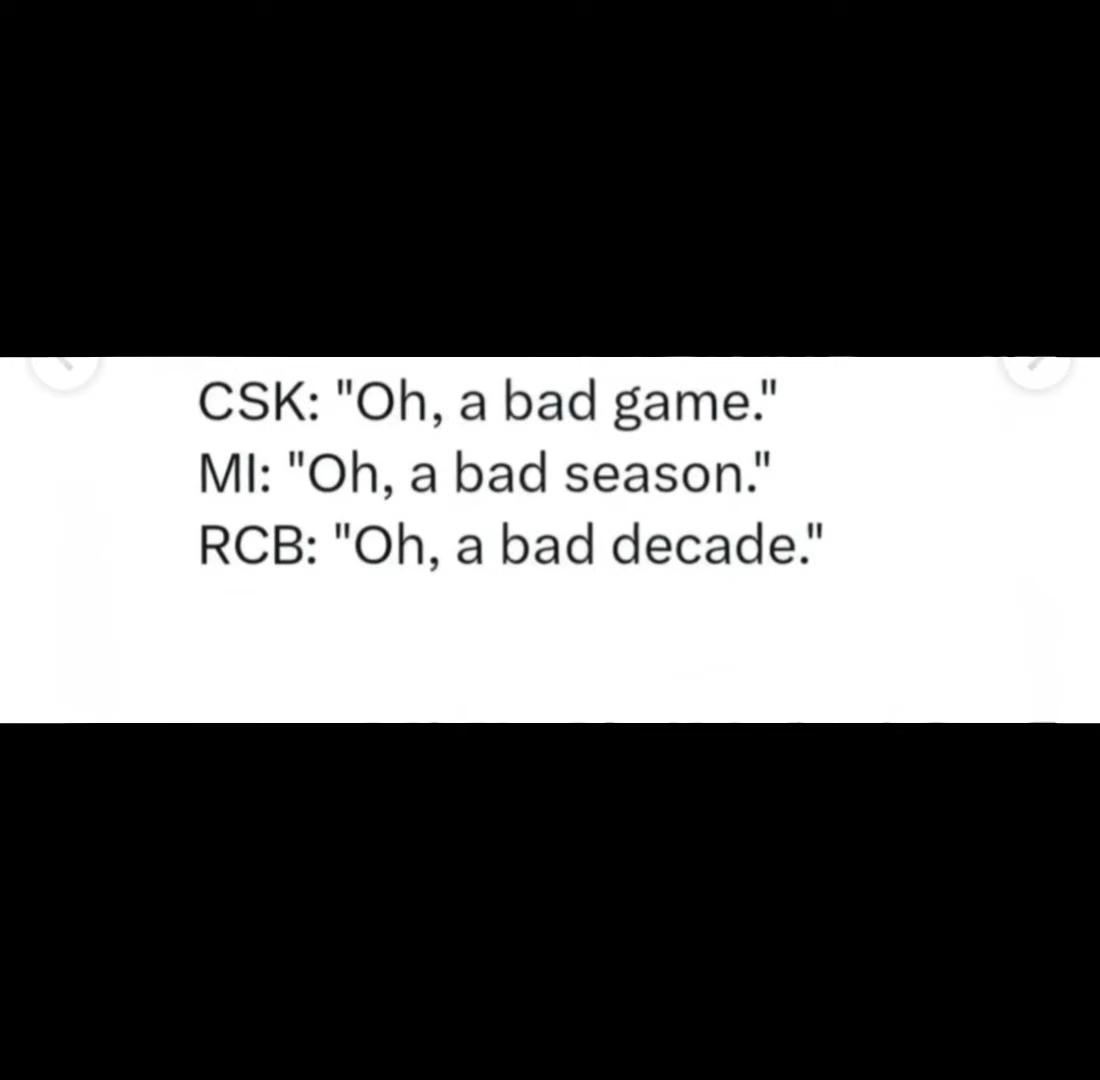 CSK: "Oh, a bad game."
MI: "Oh, a bad season."
RCB: "Oh, a bad decade."